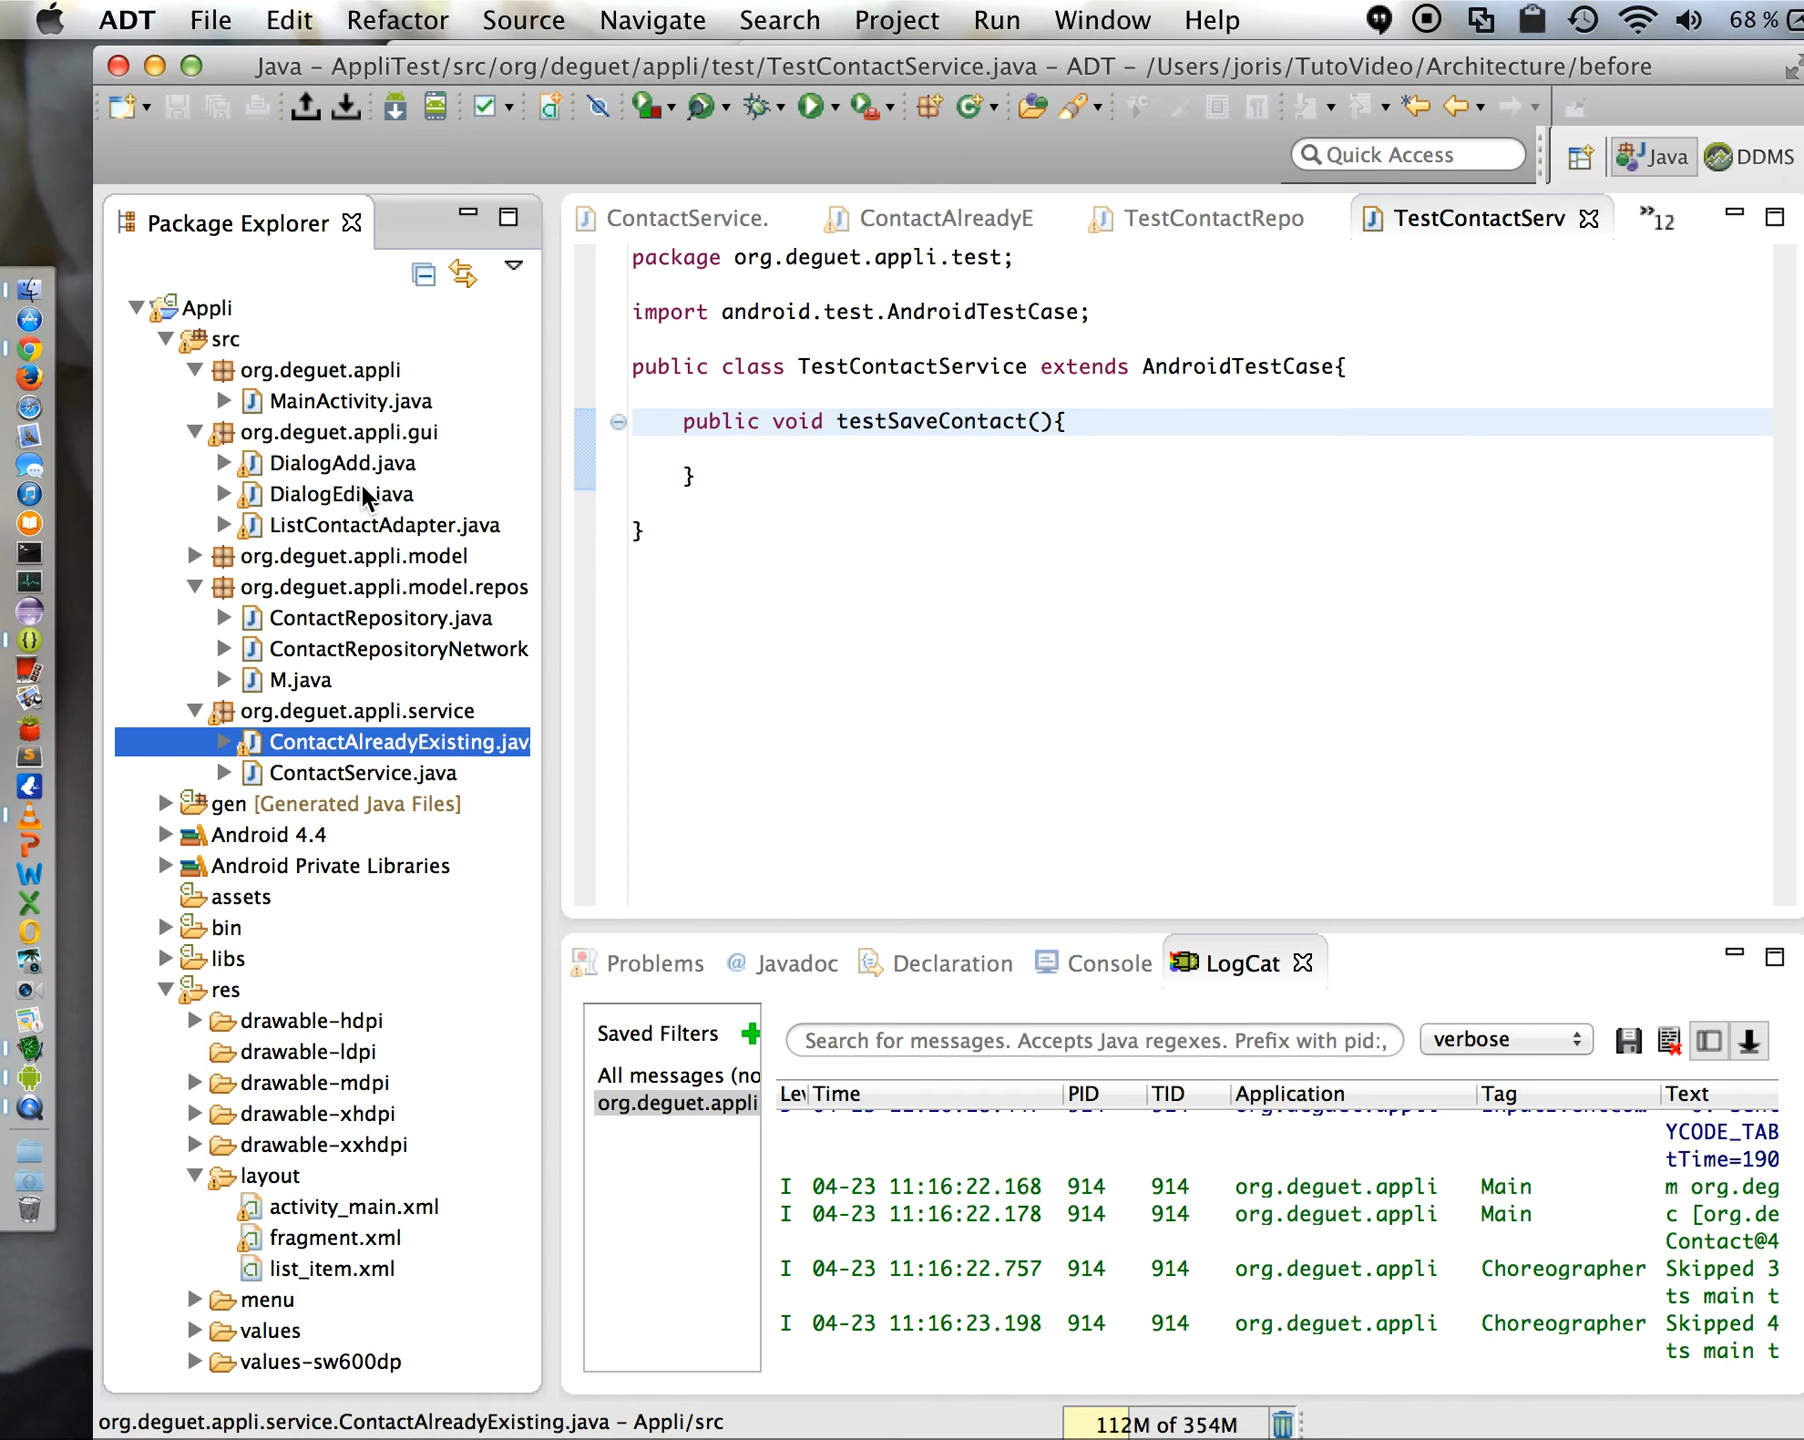 ADT File Edit Refactor Source Navigate Search Project Run Window Help 68 %
Java – AppliTest/src/org/deguet/appli/test/TestContactService.java – ADT – /Users/joris/TutoVideo/Architecture/before
Quick Access
Java
DDMS
Package Explorer
Appli
src
org.deguet.appli
MainActivity.java
org.deguet.appli.gui
DialogAdd.java
ListContactAdapter.java
org.deguet.appli.model
org.deguet.appli.model.repos
ContactRepository.java
ContactRepositoryNetwork
M.java
org.deguet.appli.service
ContactAlreadyExisting.jav
ContactService.java
gen [Generated Java Files]
Android 4.4
Android Private Libraries
assets
bin
libs
res
drawable-hdpi
drawable-ldpi
drawable-mdpi
drawable-xhdpi
drawable-xxhdpi
layout
activity_main.xml
fragment.xml
list_item.xml
menu
values
values-sw600dp
ContactService.
ContactAlreadyE
TestContactRepo
TestContactServ
»12
package org.deguet.appli.test;
import android.test.AndroidTestCase;
public class TestContactService extends AndroidTestCase{
public void testSaveContact(){
}
}
Problems
@ Javadoc
Declaration
Console
LogCat
Saved Filters
All messages (no
org.deguet.appli
Search for messages. Accepts Java regexes. Prefix with pid:,
verbose
Lev Time PID TID Application Tag Text
YCODE_TAB
tTime=190
I 04-23 11:16:22.168 914 914 org.deguet.appli Main m org.deg
I 04-23 11:16:22.178 914 914 org.deguet.appli Main c [org.de
Contact@4
I 04-23 11:16:22.757 914 914 org.deguet.appli Choreographer Skipped 3
ts main t
I 04-23 11:16:23.198 914 914 org.deguet.appli Choreographer Skipped 4
ts main t
org.deguet.appli.service.ContactAlreadyExisting.java – Appli/src
112M of 354M